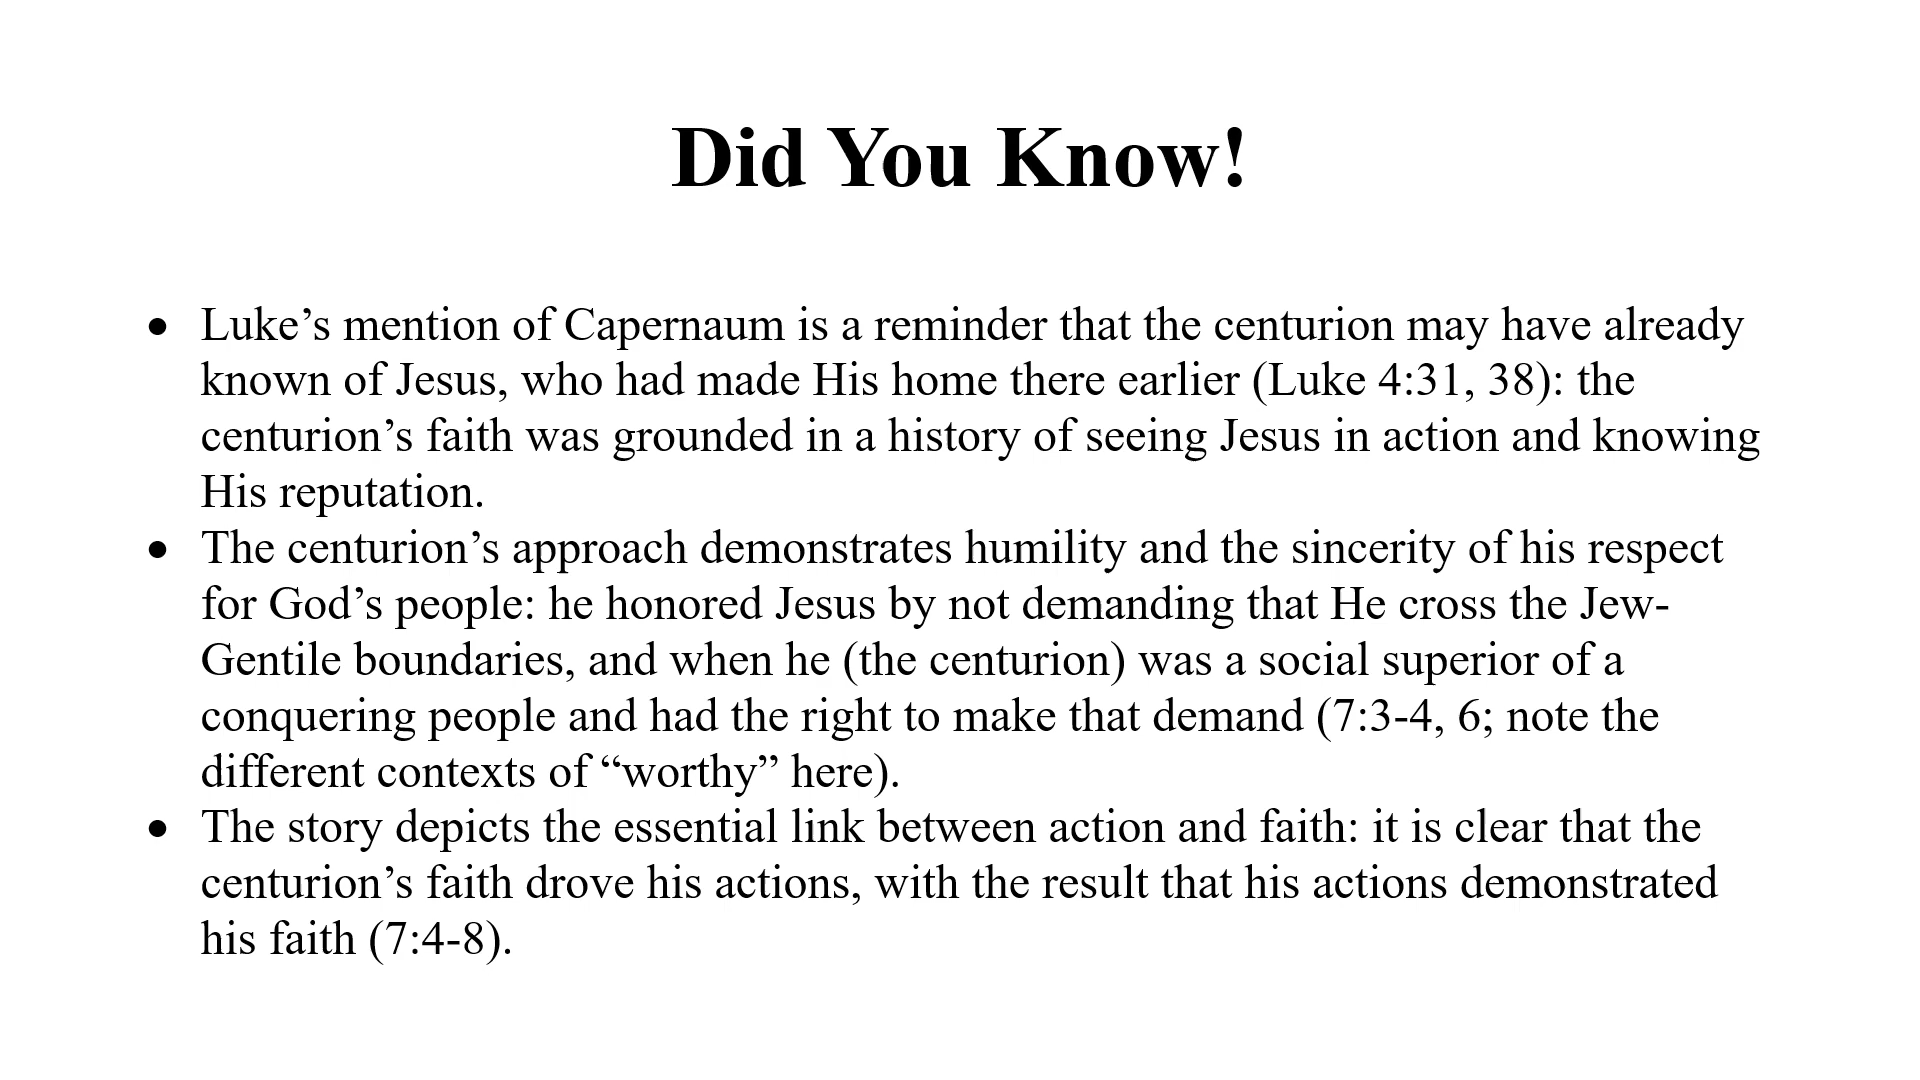 Did You Know!
• Luke’s mention of Capernaum is a reminder that the centurion may have already
known of Jesus, who had made His home there earlier (Luke 4:31, 38): the
centurion’s faith was grounded in a history of seeing Jesus in action and knowing
His reputation.
• The centurion’s approach demonstrates humility and the sincerity of his respect
for God’s people: he honored Jesus by not demanding that He cross the Jew-
Gentile boundaries, and when he (the centurion) was a social superior of a
conquering people and had the right to make that demand (7:3-4, 6; note the
different contexts of “worthy” here).
• The story depicts the essential link between action and faith: it is clear that the
centurion’s faith drove his actions, with the result that his actions demonstrated
his faith (7:4-8).